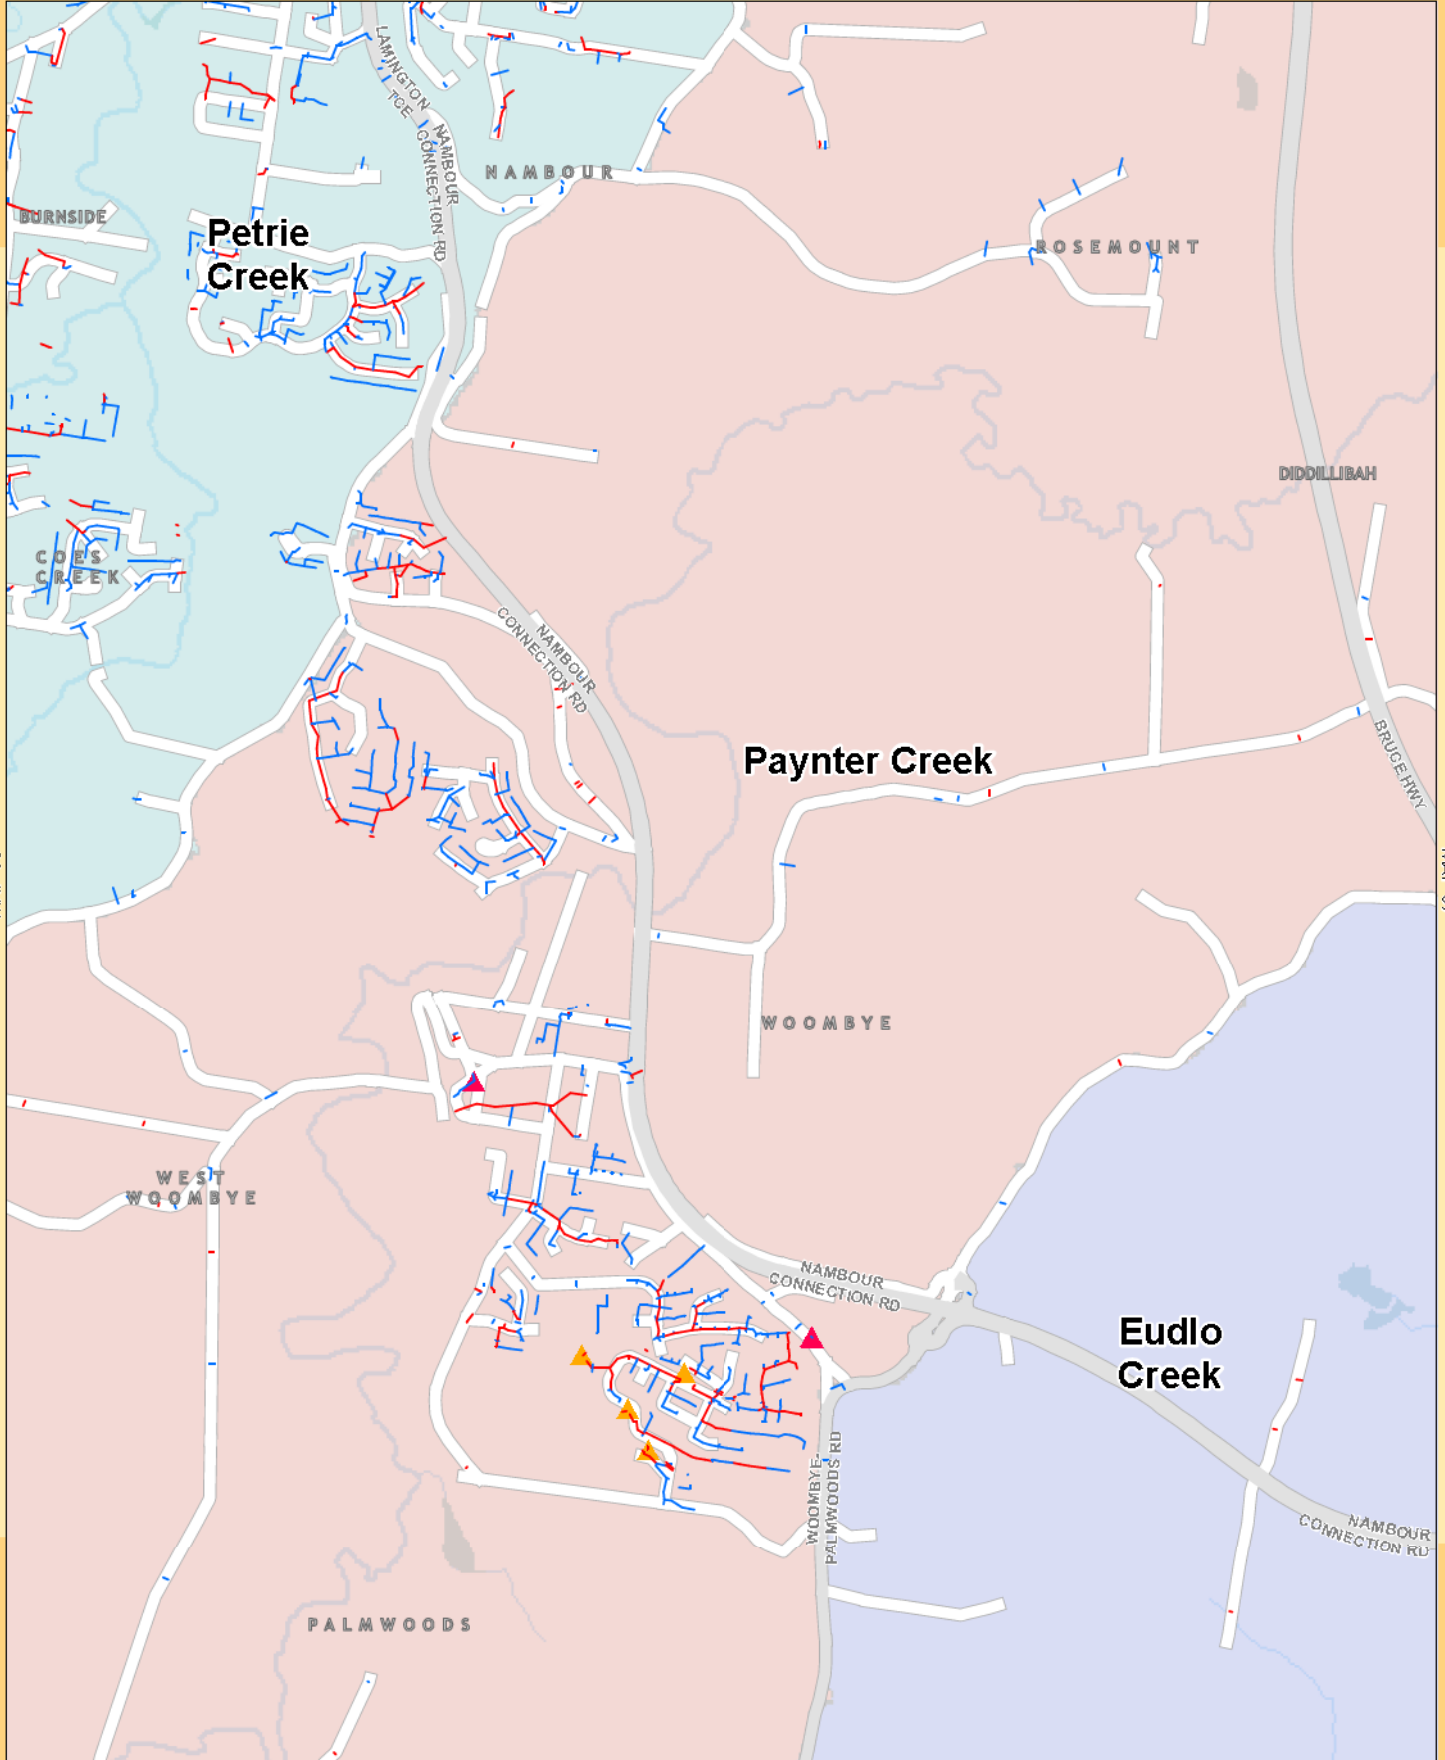 LAMINGTON
TCE
NAMBOUR
CONNECTION RD
NAMBOUR
BURNSIDE
Petrie
Creek
ROSEMOUNT
DIDDILLIBAH
COES
CREEK
NAMBOUR
CONNECTION RD
Paynter Creek
BRUCE HWY
WOOMBYE
WEST
WOOMBYE
NAMBOUR
CONNECTION RD
Eudlo
Creek
WOOMBYE-
PALMWOODS RD
NAMBOUR
CONNECTION RD
PALMWOODS